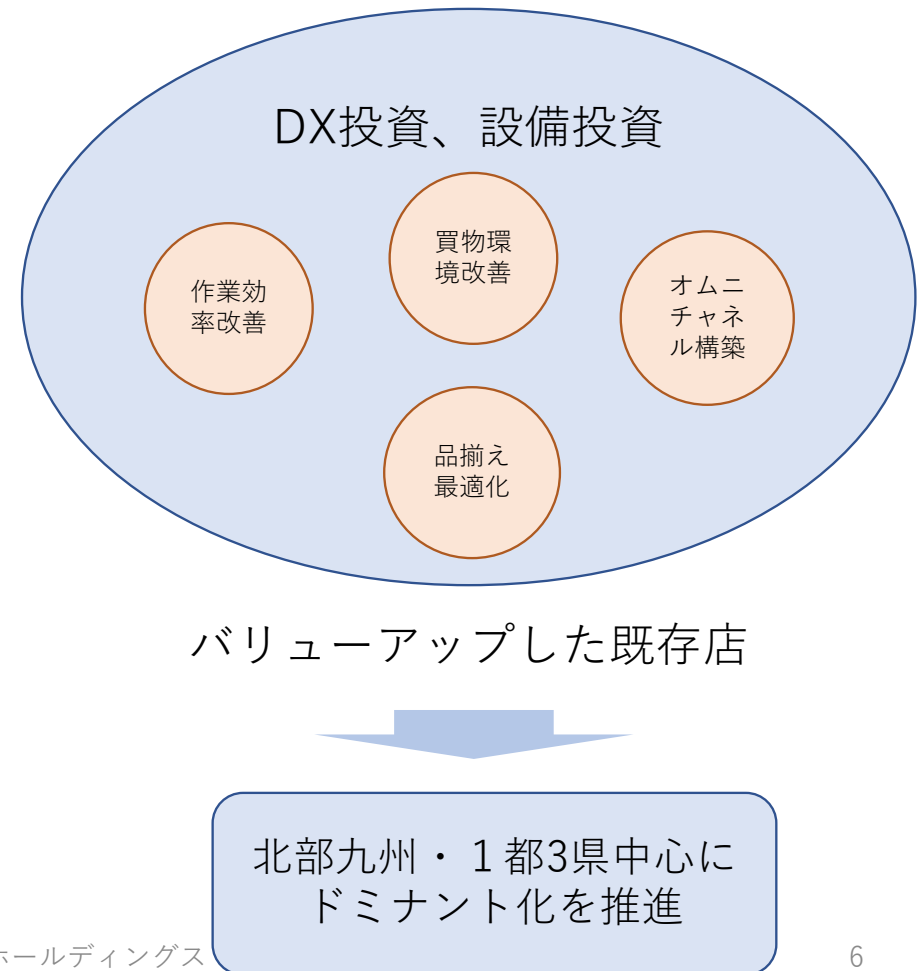 DX投資、設備投資
買物環
境改善
作業効
率改善
オムニ
チャネ
ル構築
品揃え
最適化
バリューアップした既存店
北部九州・１都3県中心に
ドミナント化を推進
ホールディングス
6